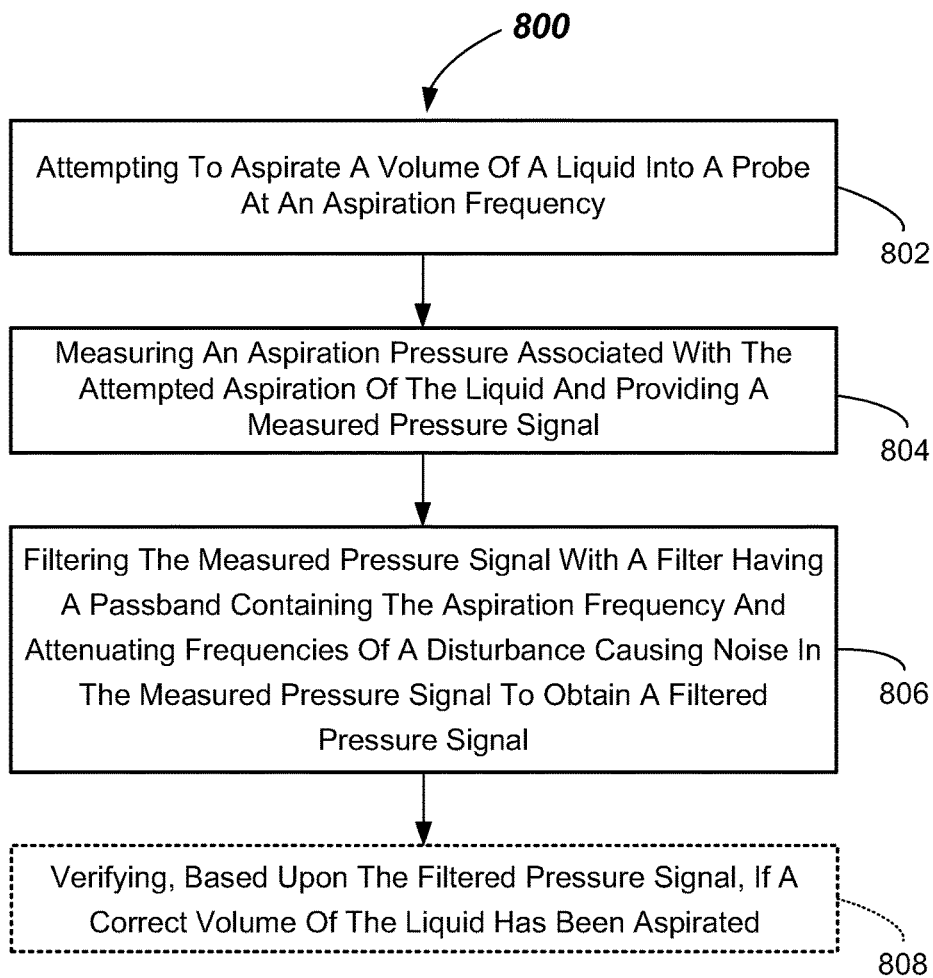 800
Attempting To Aspirate A Volume Of A Liquid Into A Probe
At An Aspiration Frequency
802
Measuring An Aspiration Pressure Associated With The
Attempted Aspiration Of The Liquid And Providing A
Measured Pressure Signal
804
Filtering The Measured Pressure Signal With A Filter Having
A Passband Containing The Aspiration Frequency And
Attenuating Frequencies Of A Disturbance Causing Noise In
The Measured Pressure Signal To Obtain A Filtered
Pressure Signal
806
Verifying, Based Upon The Filtered Pressure Signal, If A
Correct Volume Of The Liquid Has Been Aspirated
808